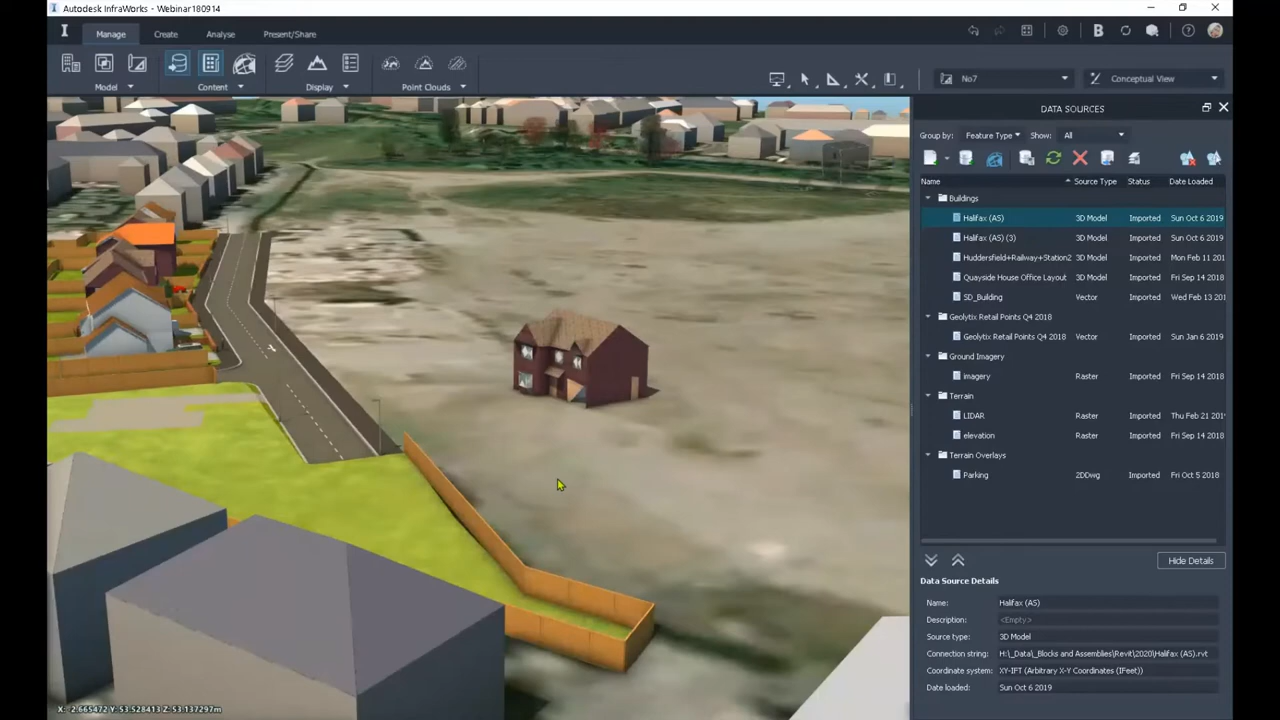 Autodesk InfraWorks - Webinar180914
I Manage Create Analyse Present/Share
B
Model Content Display Point Clouds
No7 Conceptual View
DATA SOURCES
Group by: Feature Type Show: All
Name Source Type Status Date Loaded
Buildings
Halifax (AS) 3D Model Imported Sun Oct 6 2019
Halifax (AS) (3) 3D Model Imported Sun Oct 6 2019
Huddersfield+Railway+Station2 3D Model Imported Mon Feb 11 201
Quayside House Office Layout 3D Model Imported Fri Sep 14 2018
SD_Building Vector Imported Wed Feb 13 201
Geolytix Retail Points Q4 2018
Geolytix Retail Points Q4 2018 Vector Imported Sun Jan 6 2019
Ground Imagery
imagery Raster Imported Fri Sep 14 2018
Terrain
LIDAR Raster Imported Thu Feb 21 201
elevation Raster Imported Fri Sep 14 2018
Terrain Overlays
Parking 2DDwg Imported Fri Oct 5 2018
Hide Details
Data Source Details
Name: Halifax (AS)
Description: <Empty>
Source type: 3D Model
Connection string: H:\_Data\_Blocks and Assemblies\Revit\2020\Halifax (AS).rvt
Coordinate system: XY-IFT (Arbitrary X-Y Coordinates (IFeet))
Date loaded: Sun Oct 6 2019
X: -2.665472 Y: 53.528413 Z: 53.137297m